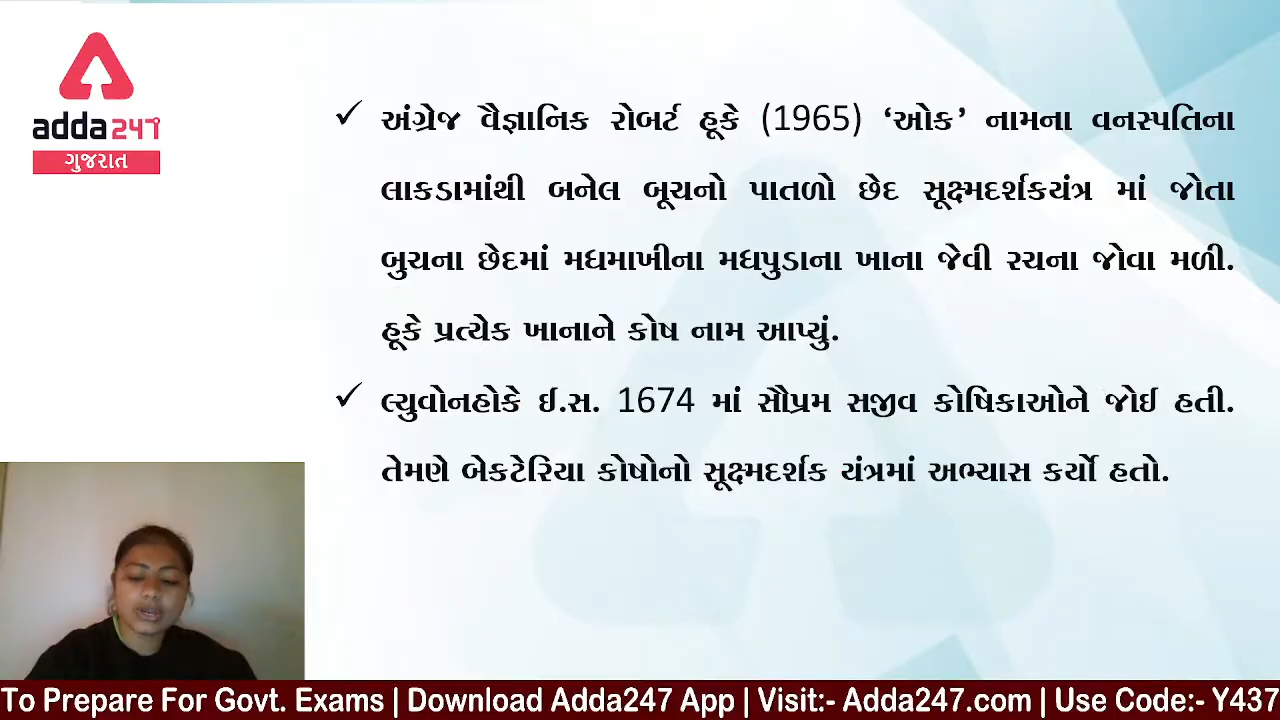 adda247
ગુજરાત
✓ અંગ્રેજ વૈજ્ઞાનિક રોબર્ટ હૂકે (1965) ‘ઓક’ નામના વનસ્પતિના
લાકડામાંથી બનેલ બૂચનો પાતળો છેદ સૂક્ષ્મદર્શકયંત્ર માં જોતા
બુચના છેદમાં મધમાખીના મધપુડાના ખાના જેવી રચના જોવા મળી.
હૂકે પ્રત્યેક ખાનાને કોષ નામ આપ્યું.
✓ લ્યુવોનહોકે ઈ.સ. 1674 માં સૌપ્રમ સજીવ કોષિકાઓને જોઈ હતી.
તેમણે બેકટેરિયા કોષોનો સૂક્ષ્મદર્શક યંત્રમાં અભ્યાસ કર્યો હતો.
To Prepare For Govt. Exams | Download Adda247 App | Visit:- Adda247.com | Use Code:- Y437